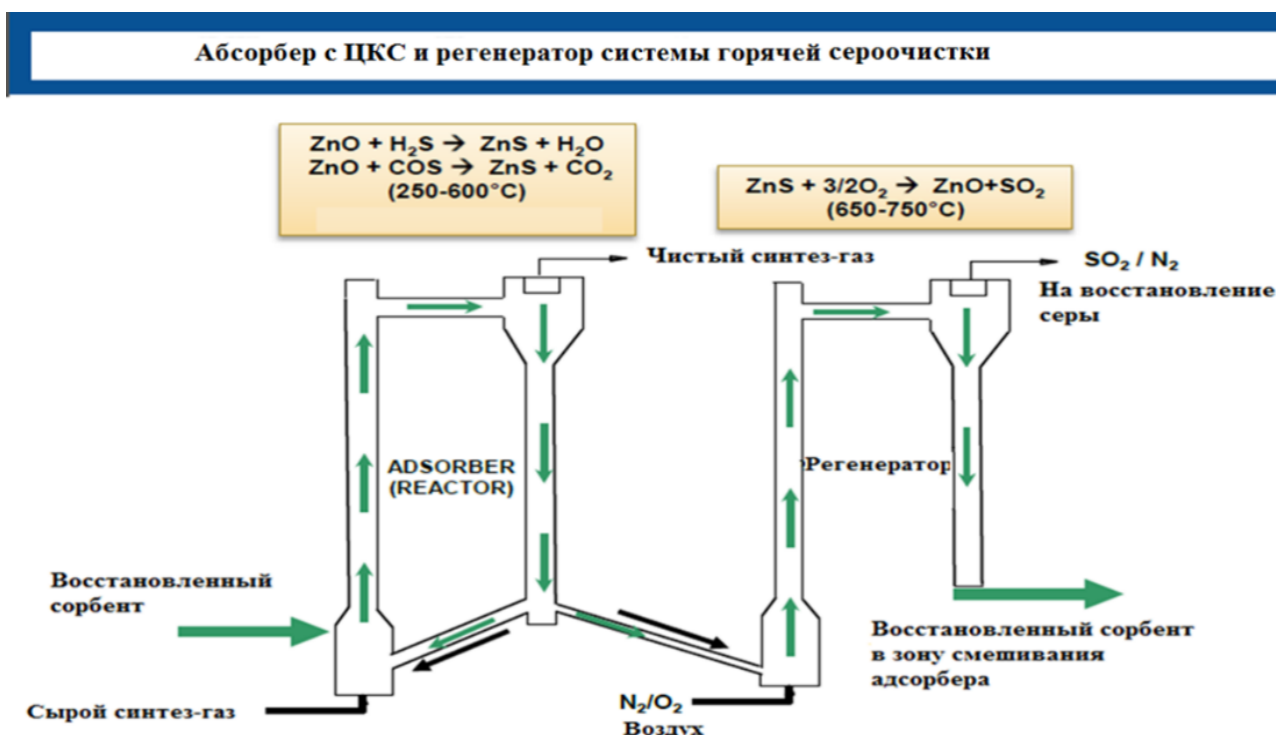 Абсорбер с ЦКС и регенератор системы горячей сероочистки
ZnO + H₂S → ZnS + H₂O
ZnO + COS → ZnS + CO₂
(250-600°C)
ZnS + 3/2O₂ → ZnO+SO₂
(650-750°C)
Чистый синтез-газ
SO₂ / N₂
На восстановление
серы
ADSORBER
(REACTOR)
Регенератор
Восстановленный
сорбент
Восстановленный сорбент
в зону смешивания
адсорбера
Сырой синтез-газ
N₂/O₂
Воздух